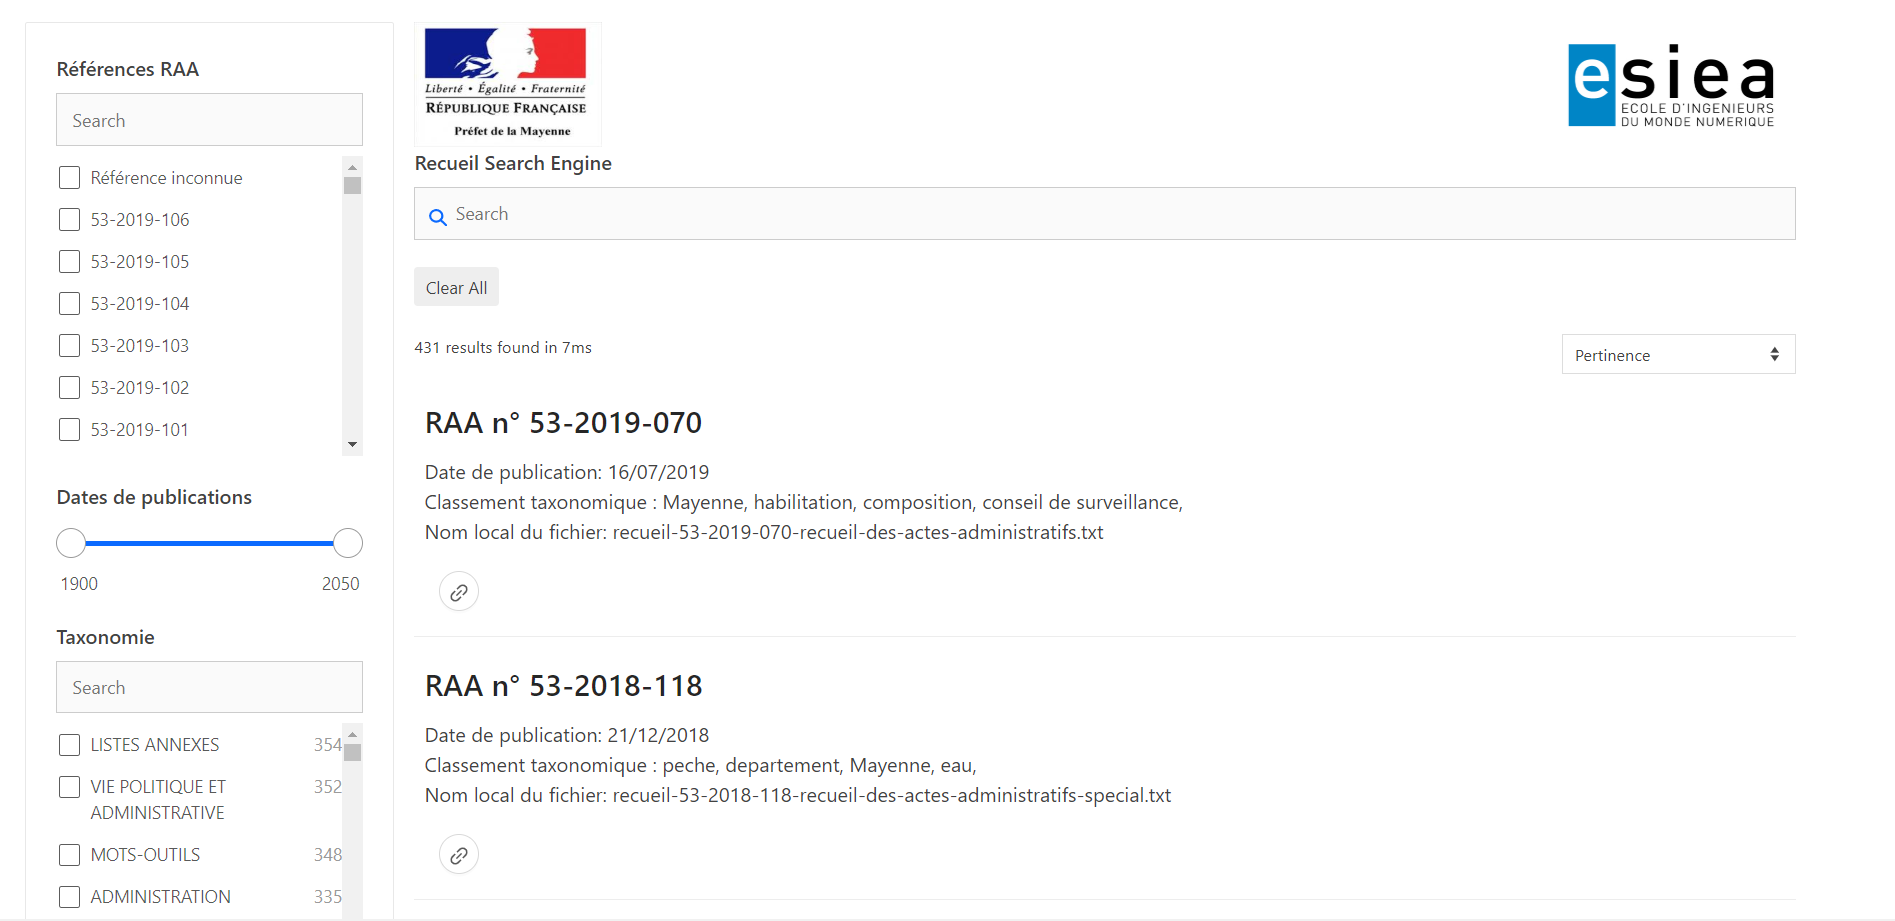 Références RAA
Search
Référence inconnue
53-2019-106
53-2019-105
53-2019-104
53-2019-103
53-2019-102
53-2019-101
Dates de publications
1900 2050
Taxonomie
Search
LISTES ANNEXES 354
VIE POLITIQUE ET 352
ADMINISTRATIVE
MOTS-OUTILS 348
ADMINISTRATION 335
Liberté • Égalité • Fraternité
RÉPUBLIQUE FRANÇAISE
Préfet de la Mayenne
esiea
ECOLE D'INGENIEURS
DU MONDE NUMERIQUE
Recueil Search Engine
Search
Clear All
431 results found in 7ms
Pertinence
RAA n° 53-2019-070
Date de publication: 16/07/2019
Classement taxonomique : Mayenne, habilitation, composition, conseil de surveillance,
Nom local du fichier: recueil-53-2019-070-recueil-des-actes-administratifs.txt
RAA n° 53-2018-118
Date de publication: 21/12/2018
Classement taxonomique : peche, departement, Mayenne, eau,
Nom local du fichier: recueil-53-2018-118-recueil-des-actes-administratifs-special.txt